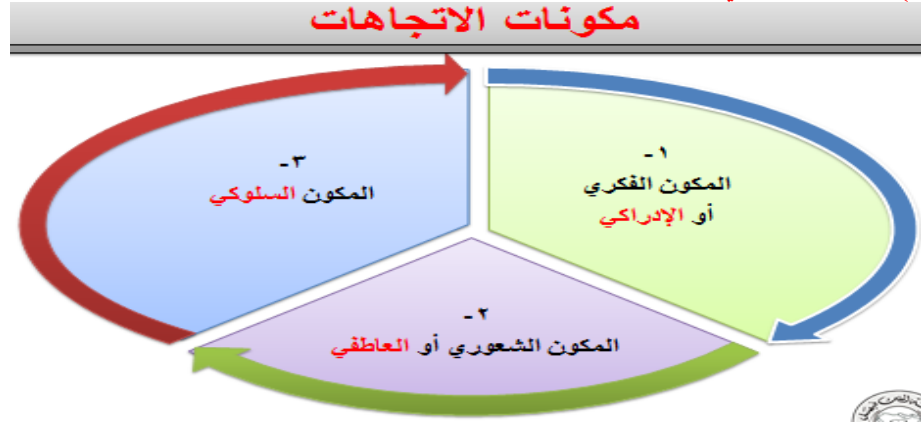 مكونات الاتجاهات
١-
المكون الفكري
أو الإدراكي
٢-
المكون الشعوري أو العاطفي
٣-
المكون السلوكي